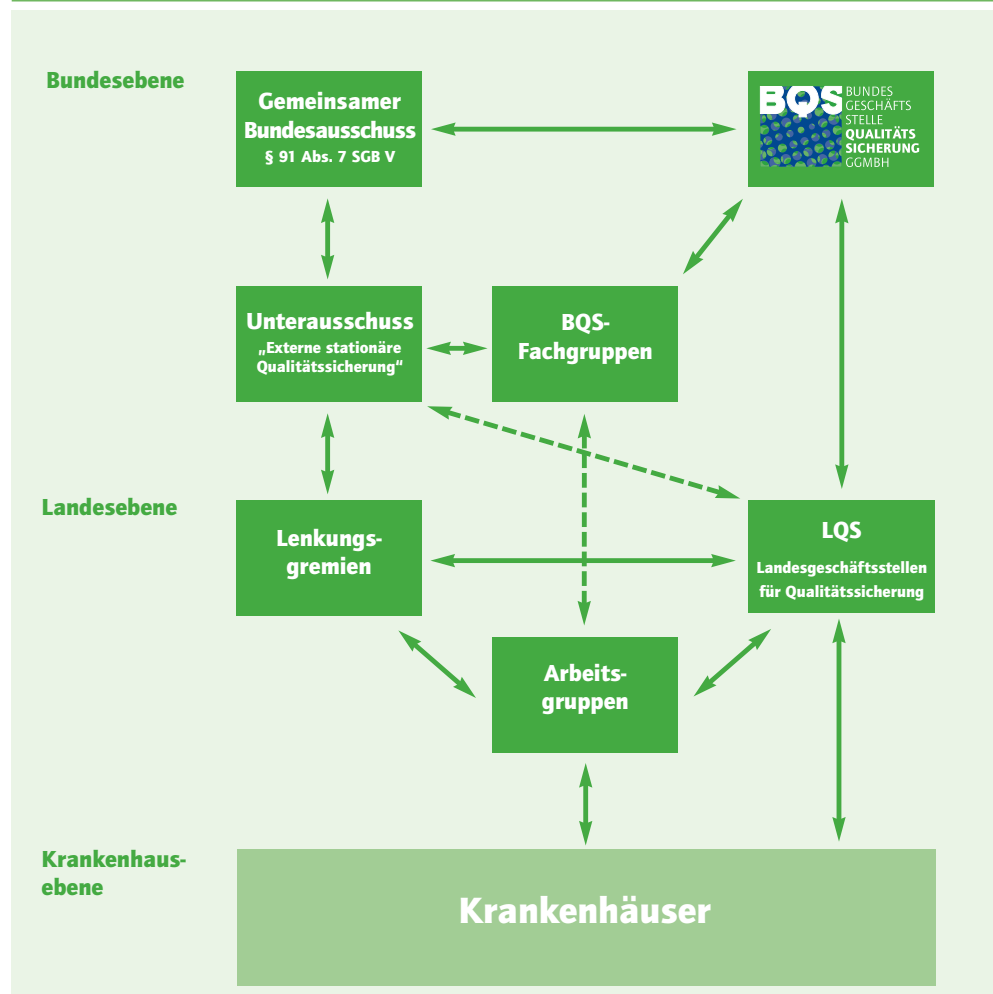 Bundesebene
Gemeinsamer
Bundesausschuss
§ 91 Abs. 7 SGB V
BQS
BUNDES
GESCHÄFTS
STELLE
QUALITÄTS
SICHERUNG
GGMBH
Unterausschuss
„Externe stationäre
Qualitätssicherung“
BQS-
Fachgruppen
Landesebene
Lenkungs-
gremien
LQS
Landesgeschäftsstellen
für Qualitätssicherung
Arbeits-
gruppen
Krankenhaus-
ebene
Krankenhäuser